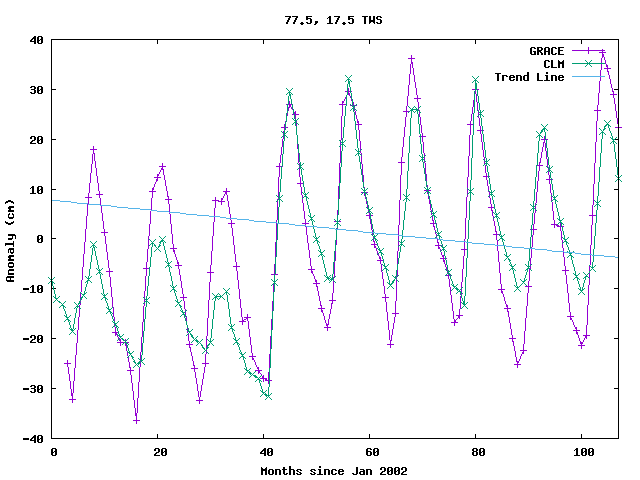 77.5, 17.5 TWS
GRACE
CLM
Trend Line
40
30
20
10
0
-10
-20
-30
-40
Anomaly (cm)
0 20 40 60 80 100
Months since Jan 2002